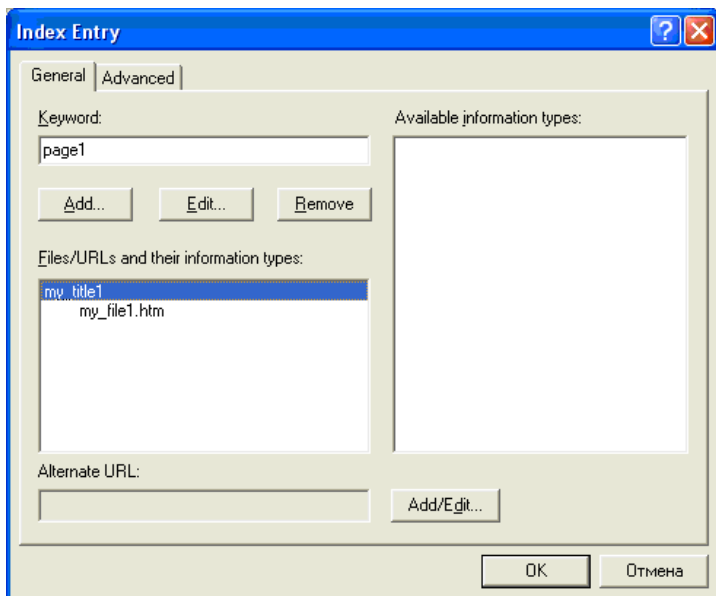 Index Entry
General Advanced
Keyword:
page1
Add... Edit... Remove
Files/URLs and their information types:
my_title1
my_file1.htm
Alternate URL:
Available information types:
Add/Edit...
OK Отмена